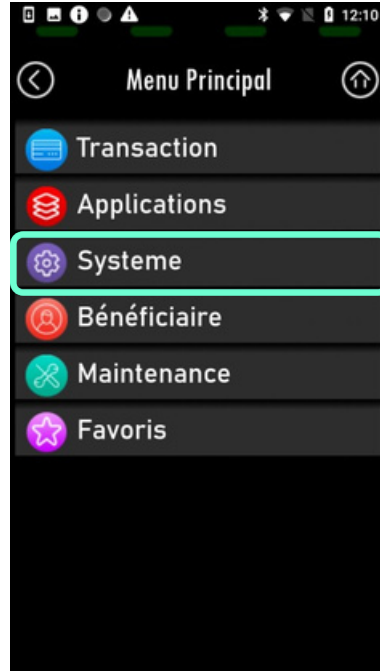 12:10
Menu Principal
Transaction
Applications
Systeme
Bénéficiaire
Maintenance
Favoris